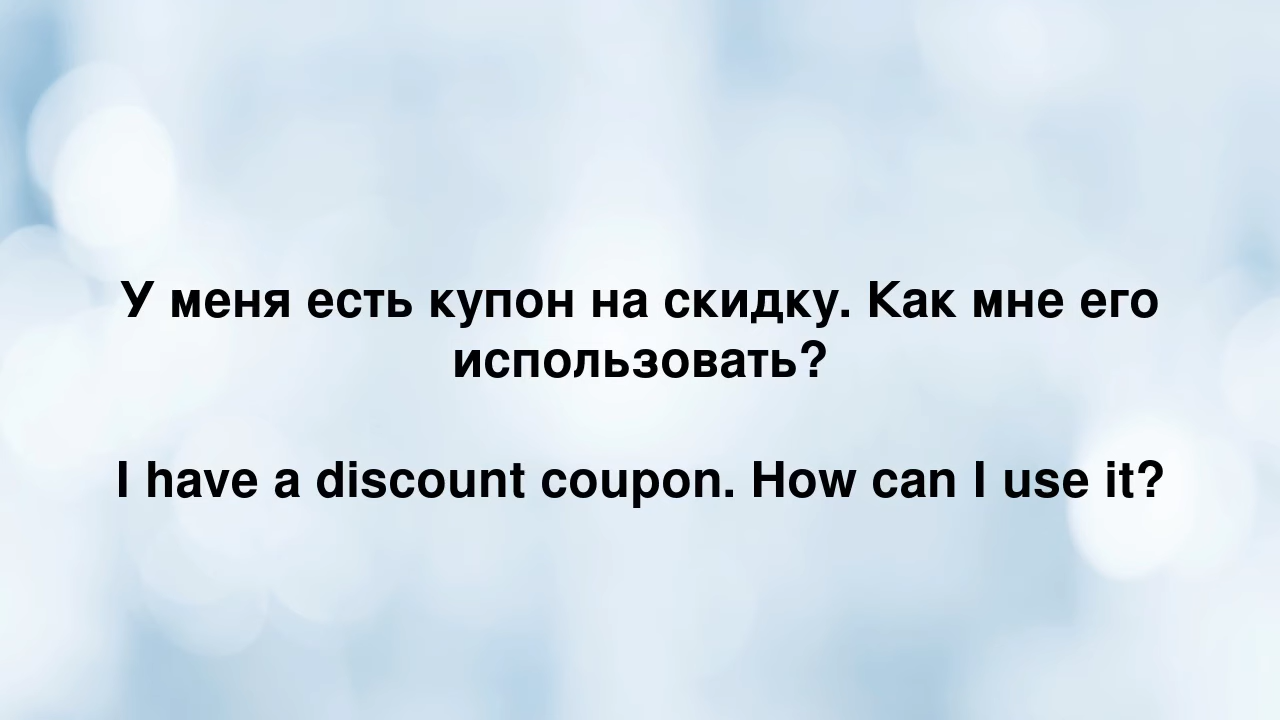 У меня есть купон на скидку. Как мне его
использовать?
I have a discount coupon. How can I use it?